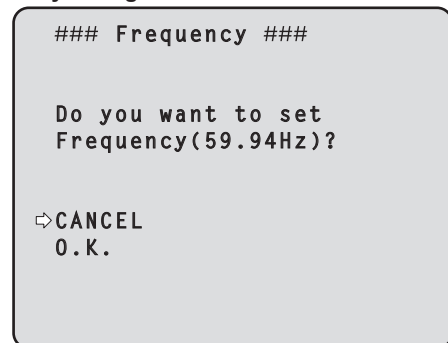 ### Frequency ###
Do you want to set
Frequency(59.94Hz)?
⇨CANCEL
O.K.